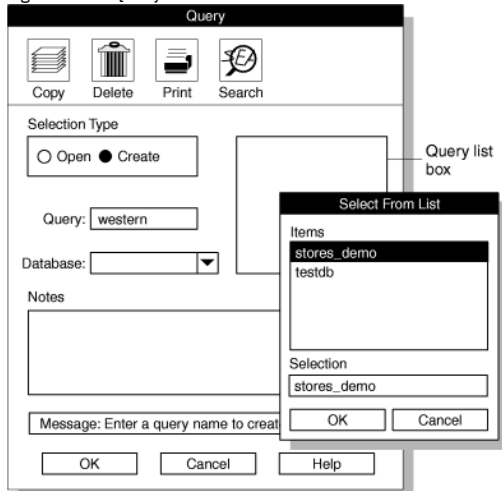 Query
Copy Delete Print Search
Selection Type
Open Create
Query list
box
Query: western
Database:
Notes
Message: Enter a query name to creat
OK Cancel Help
Select From List
Items
stores_demo
testdb
Selection
stores_demo
OK Cancel